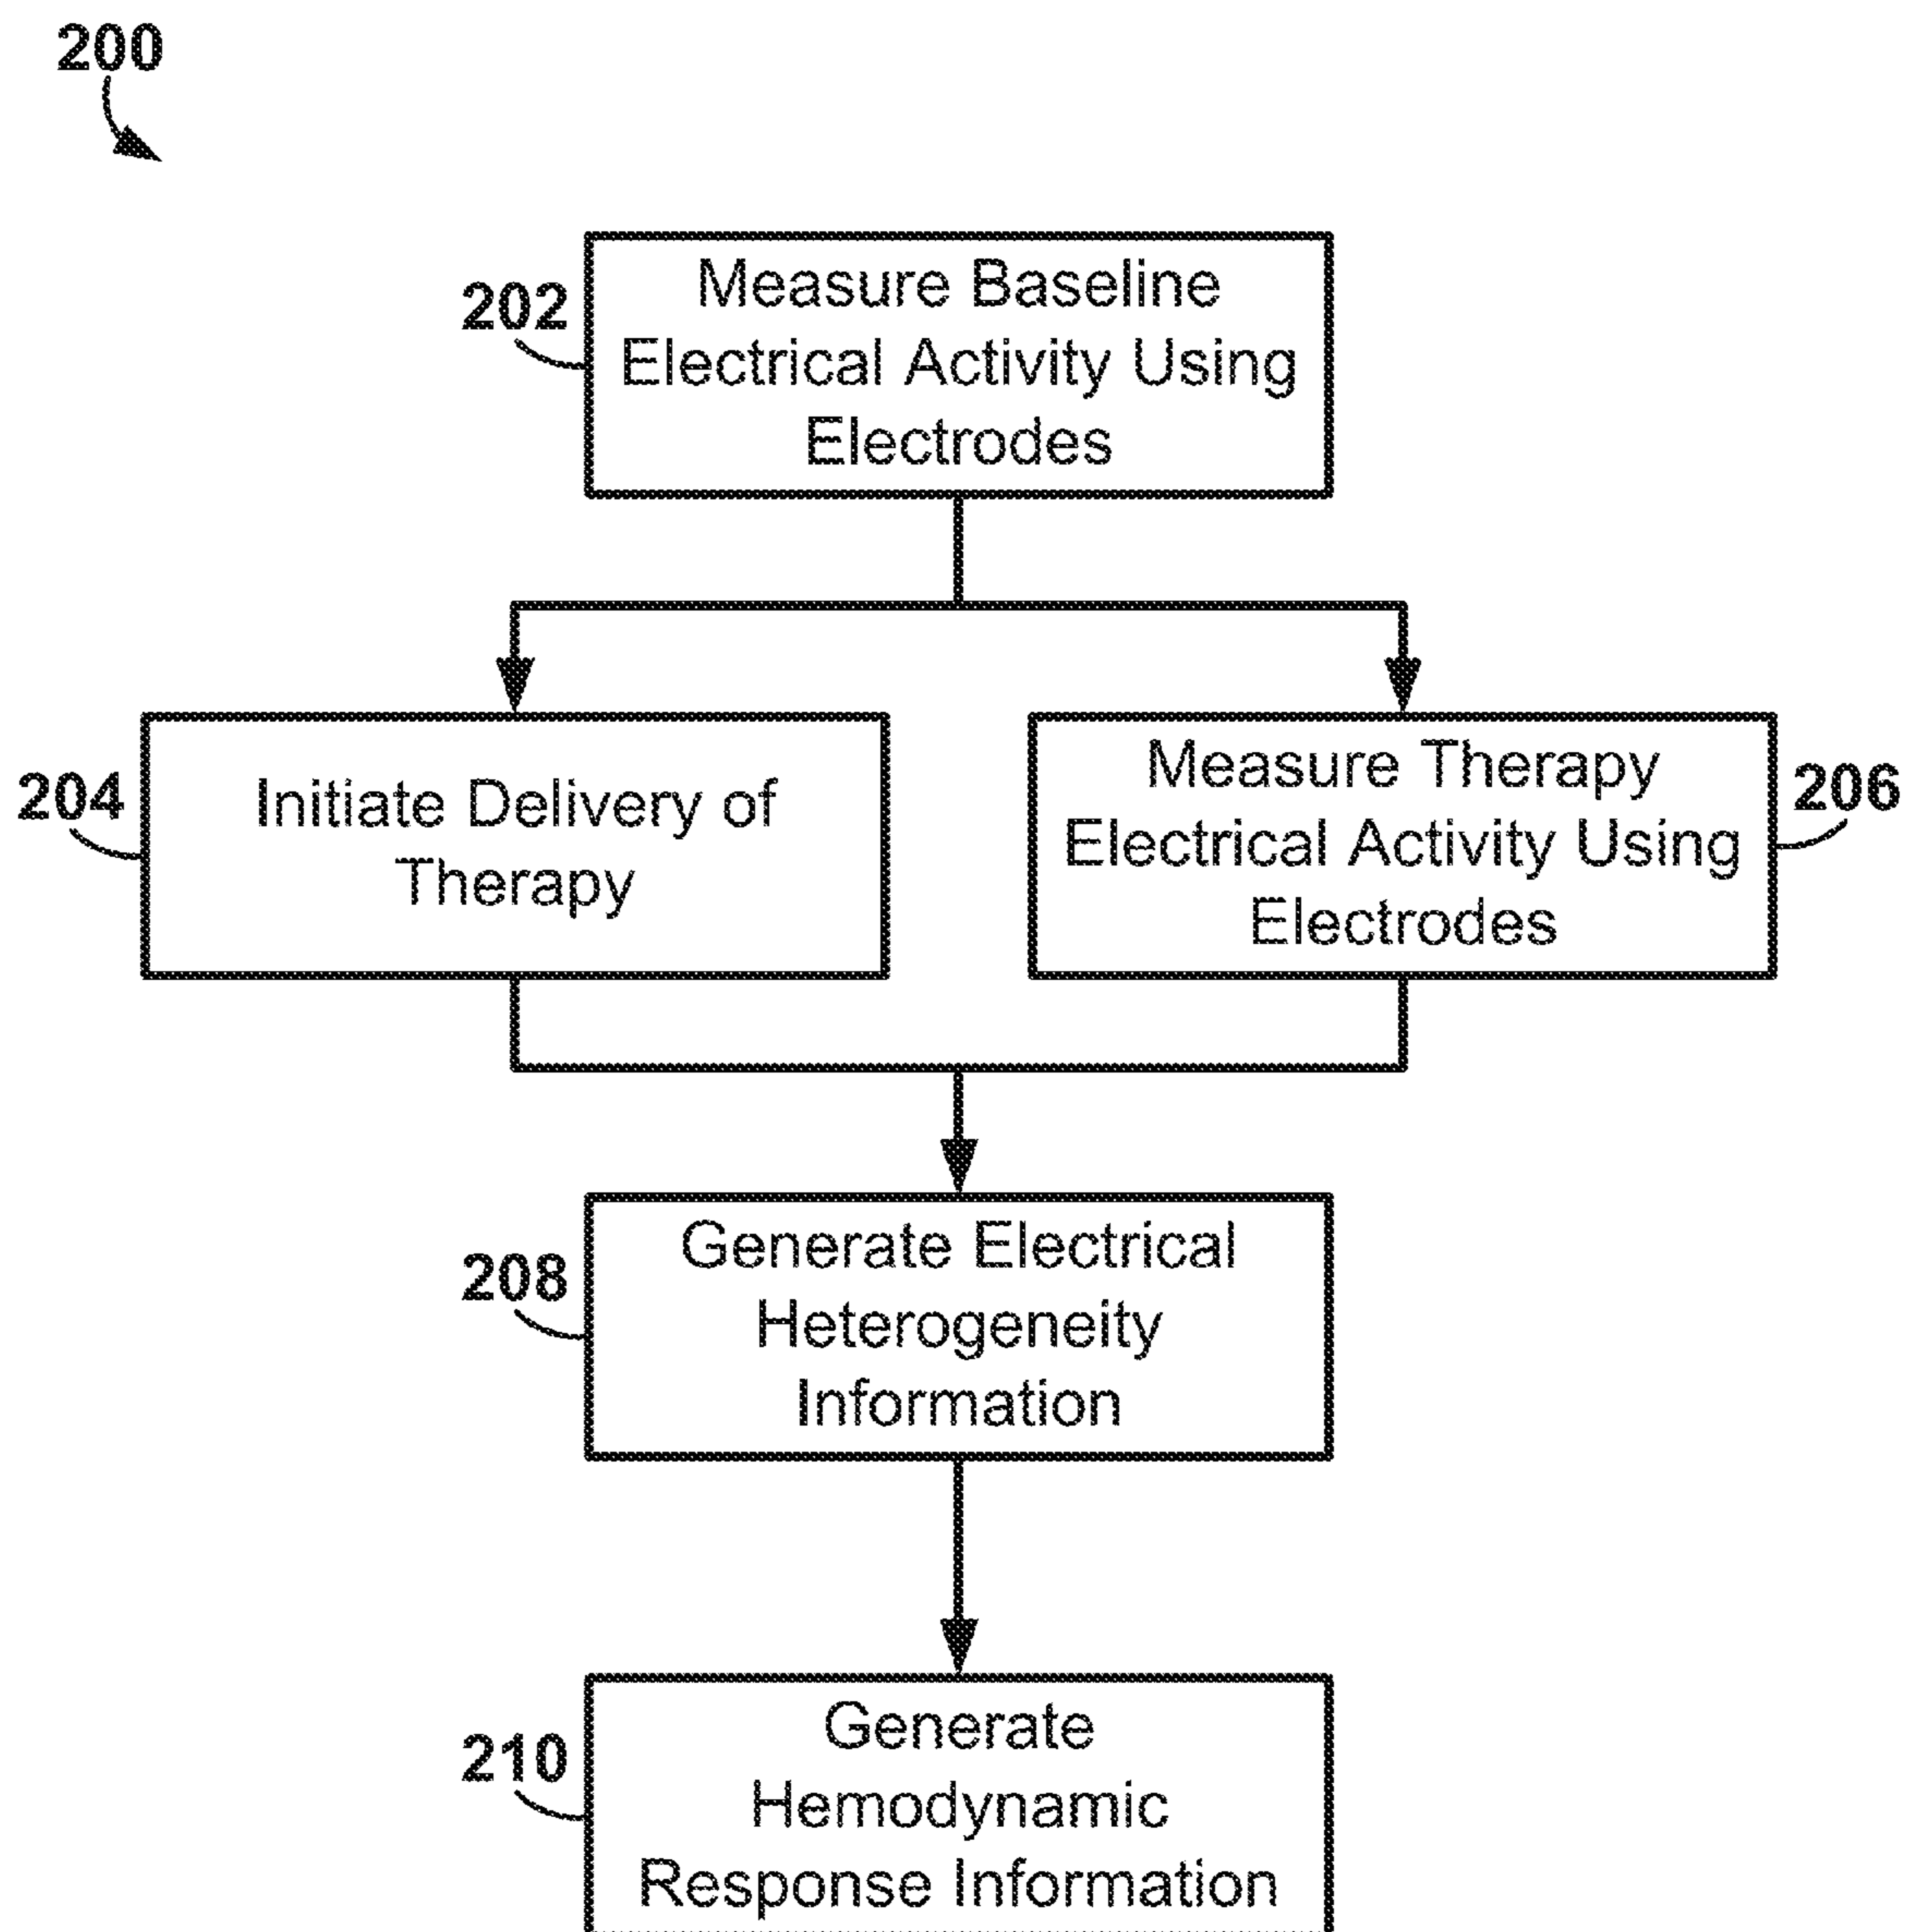 200
202
Measure Baseline
Electrical Activity Using
Electrodes
204
Initiate Delivery of
Therapy
Measure Therapy
Electrical Activity Using
Electrodes
206
208
Generate Electrical
Heterogeneity
Information
210
Generate
Hemodynamic
Response Information